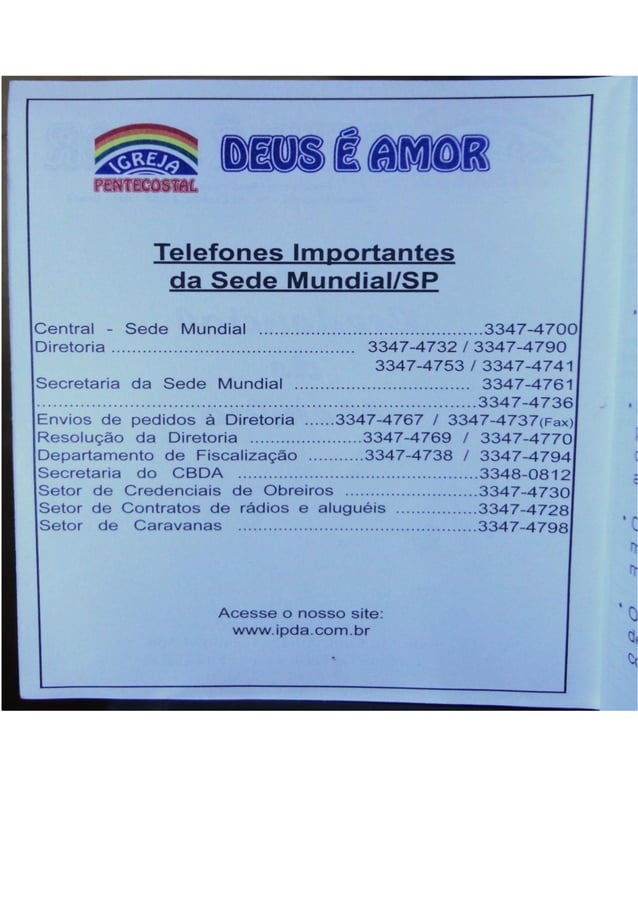 IGREJA
PENTECOSTAL
DEUS É AMOR
Telefones Importantes
da Sede Mundial/SP
Central - Sede Mundial ..........................................3347-4700
Diretoria ............................................. 3347-4732 / 3347-4790
3347-4753 / 3347-4741
Secretaria da Sede Mundial ................................. 3347-4761
..................................................................................3347-4736
Envios de pedidos à Diretoria ......3347-4767 / 3347-4737(Fax)
Resolução da Diretoria .....................3347-4769 / 3347-4770
Departamento de Fiscalização ..........3347-4738 / 3347-4794
Secretaria do CBDA .............................................3348-0812
Setor de Credenciais de Obreiros ........................3347-4730
Setor de Contratos de rádios e aluguéis ...............3347-4728
Setor de Caravanas .............................................3347-4798
Acesse o nosso site:
www.ipda.com.br